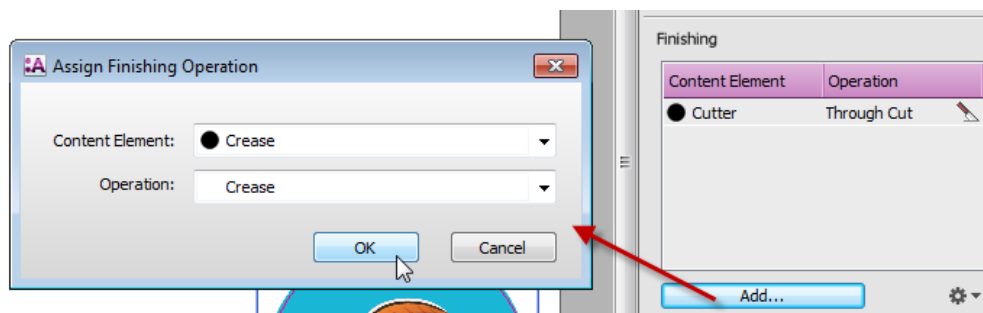 Assign Finishing Operation
Content Element: Crease
Operation: Crease
OK Cancel
Finishing
Content Element Operation
Cutter Through Cut
Add...